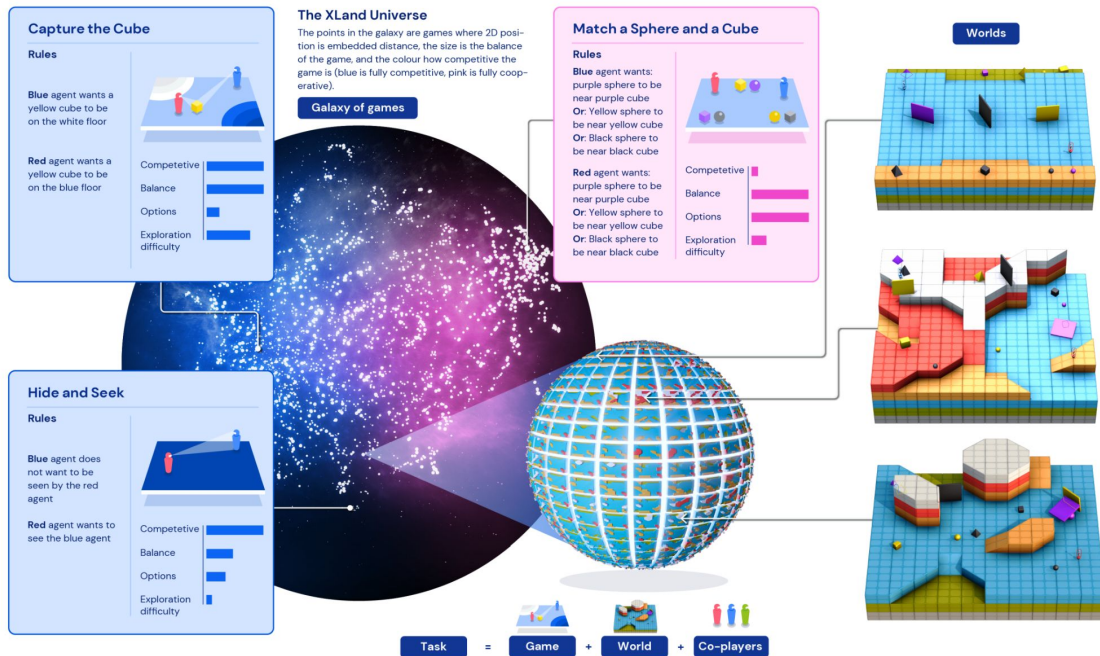 Capture the Cube
Rules
Blue agent wants a
yellow cube to be
on the white floor
Red agent wants a
yellow cube to be
on the blue floor
Competetive
Balance
Options
Exploration
difficulty
The XLand Universe
The points in the galaxy are games where 2D posi-
tion is embedded distance, the size is the balance
of the game, and the colour how competitive the
game is (blue is fully competitive, pink is fully coop-
erative).
Galaxy of games
Match a Sphere and a Cube
Rules
Blue agent wants:
purple sphere to be
near purple cube
Or: Yellow sphere to
be near yellow cube
Or: Black sphere to
be near black cube
Red agent wants:
purple sphere to be
near purple cube
Or: Yellow sphere to
be near yellow cube
Or: Black sphere to
be near black cube
Competetive
Balance
Options
Exploration
difficulty
Worlds
Hide and Seek
Rules
Blue agent does
not want to be
seen by the red
agent
Red agent wants to
see the blue agent
Competetive
Balance
Options
Exploration
difficulty
Task = Game + World + Co-players